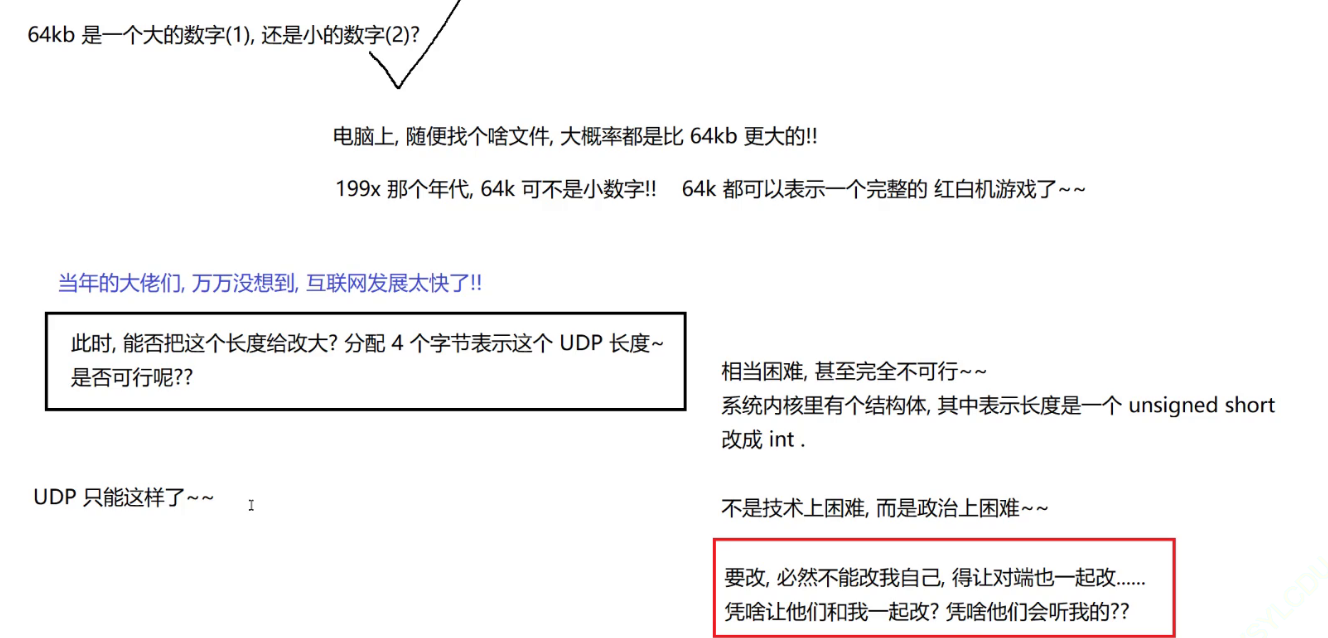 64kb 是一个大的数字(1), 还是小的数字(2)?
电脑上, 随便找个啥文件, 大概率都是比 64kb 更大的!!
199x 那个年代, 64k 可不是小数字!! 64k 都可以表示一个完整的 红白机游戏了~~
当年的大佬们, 万万没想到, 互联网发展太快了!!
此时, 能否把这个长度给改大? 分配 4 个字节表示这个 UDP 长度~
是否可行呢??
相当困难, 甚至完全不可行~~
系统内核里有个结构体, 其中表示长度是一个 unsigned short
改成 int .
UDP 只能这样了~~
不是技术上困难, 而是政治上困难~~
要改, 必然不能改我自己, 得让对端也一起改......
凭啥让他们和我一起改? 凭啥他们会听我的??